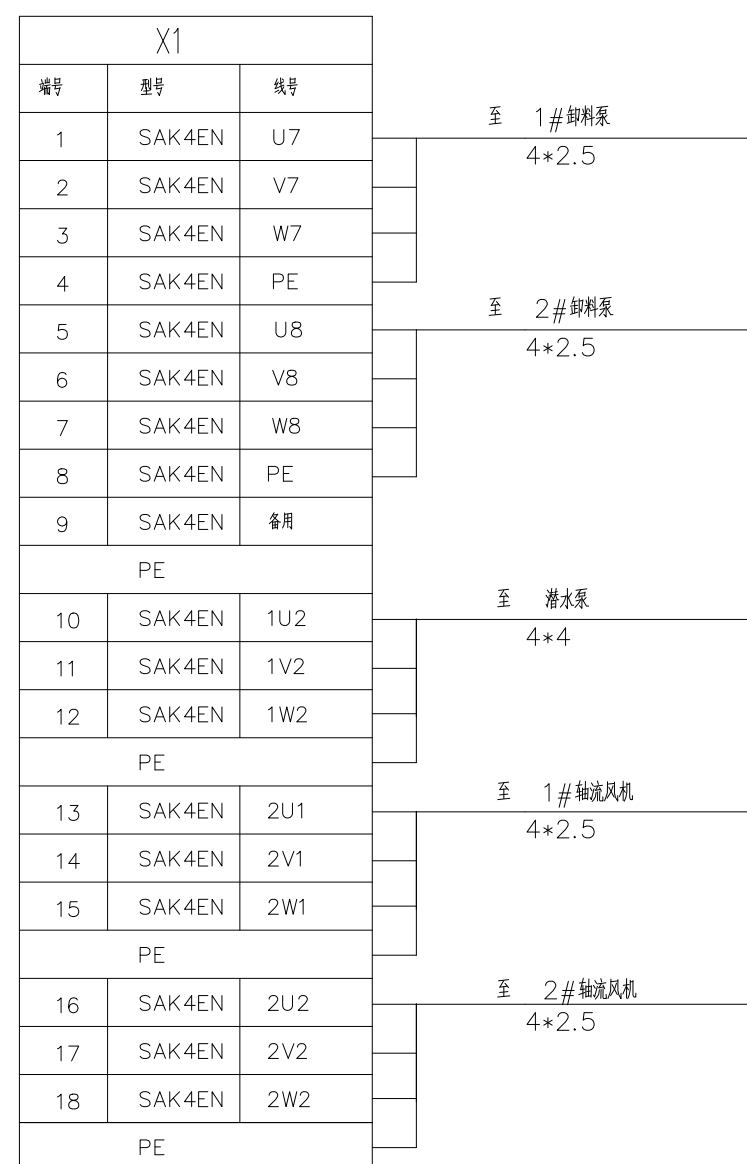 X1
端号 型号 线号
至 1#卸料泵
1 SAK4EN U7
4*2.5
2 SAK4EN V7
3 SAK4EN W7
4 SAK4EN PE
至 2#卸料泵
5 SAK4EN U8
4*2.5
6 SAK4EN V8
7 SAK4EN W8
8 SAK4EN PE
9 SAK4EN 备用
PE
至 潜水泵
10 SAK4EN 1U2
4*4
11 SAK4EN 1V2
12 SAK4EN 1W2
PE
至 1#轴流风机
13 SAK4EN 2U1
4*2.5
14 SAK4EN 2V1
15 SAK4EN 2W1
PE
至 2#轴流风机
16 SAK4EN 2U2
4*2.5
17 SAK4EN 2V2
18 SAK4EN 2W2
PE